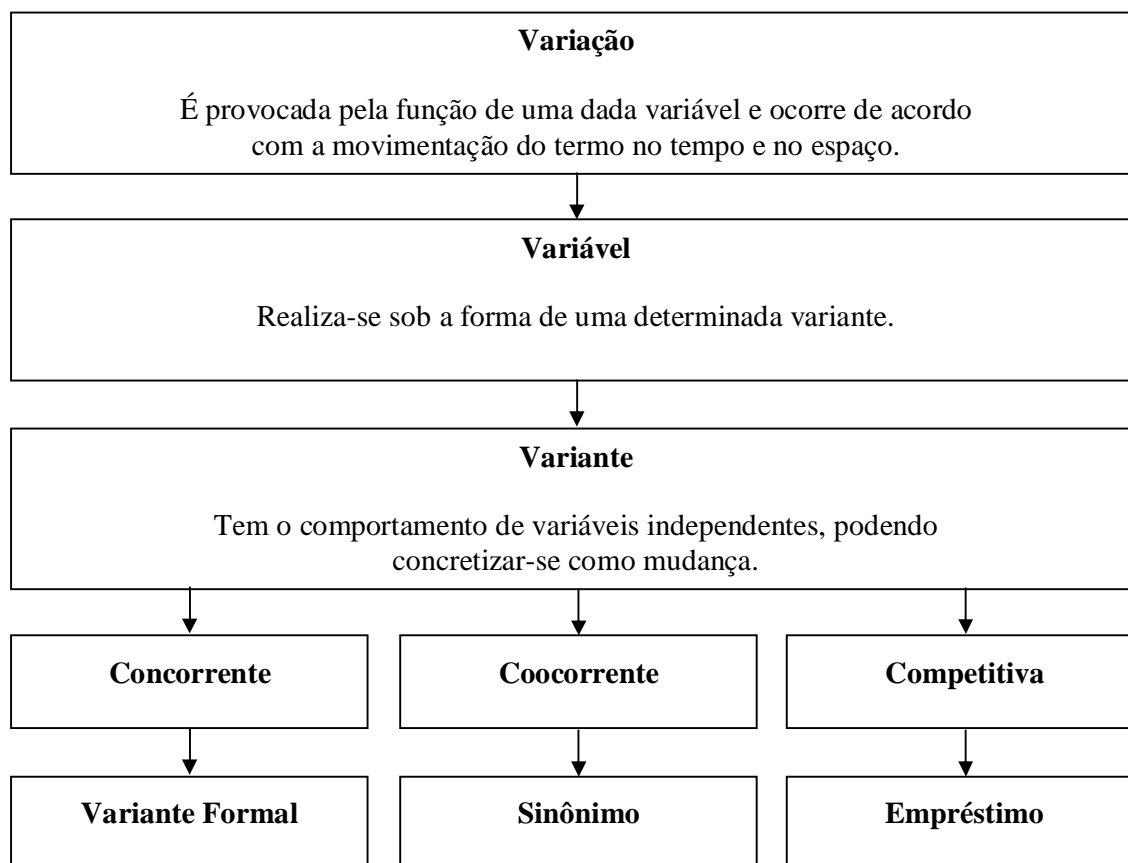 Variação
É provocada pela função de uma dada variável e ocorre de acordo
com a movimentação do termo no tempo e no espaço.
Variável
Realiza-se sob a forma de uma determinada variante.
Variante
Tem o comportamento de variáveis independentes, podendo
concretizar-se como mudança.
Concorrente
Coocorrente
Competitiva
Variante Formal
Sinônimo
Empréstimo